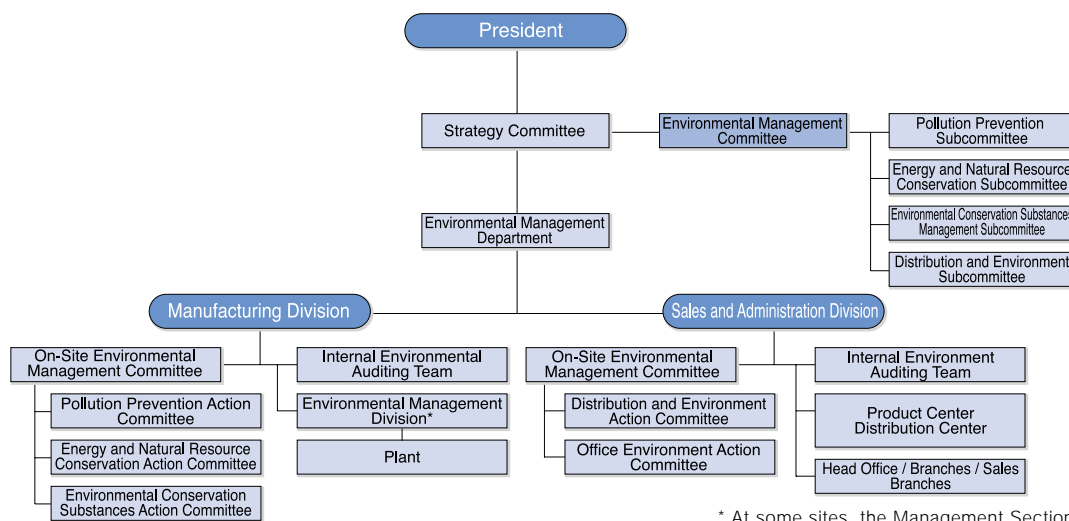 President
Strategy Committee
Environmental Management
Committee
Pollution Prevention
Subcommittee
Energy and Natural Resource
Conservation Subcommittee
Environmental Conservation Substances
Management Subcommittee
Distribution and Environment
Subcommittee
Environmental Management
Department
Manufacturing Division
Sales and Administration Division
On-Site Environmental
Management Committee
Pollution Prevention Action
Committee
Energy and Natural Resource
Conservation Action Committee
Environmental Conservation
Substances Action Committee
Internal Environmental
Auditing Team
Environmental Management
Division*
Plant
On-Site Environmental
Management Committee
Distribution and Environment
Action Committee
Office Environment Action
Committee
Internal Environment
Auditing Team
Product Center
Distribution Center
Head Office / Branches / Sales
Branches
* At some sites, the Management Section